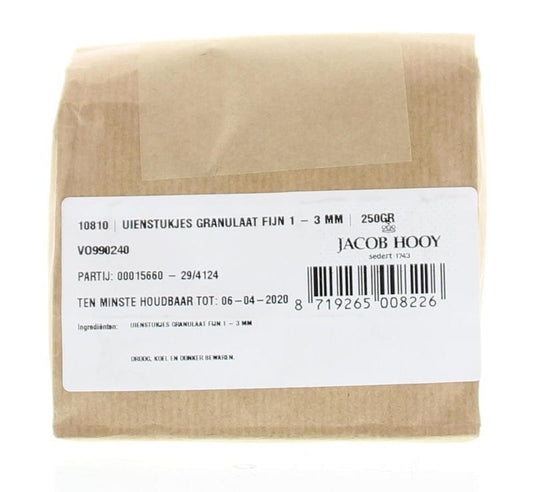 10810 | UIENSTUKJES GRANULAAT FIJN 1 – 3 MM | 250GR
VO990240
JACOB HOOY
sedert 1743
PARTIJ: 00015660 – 29/4124
TEN MINSTE HOUDBAAR TOT: 06-04-2020
8 719265 008226
Ingrediënten: UIENSTUKJES GRANULAAT FIJN 1 – 3 MM
DROOG, KOEL EN DONKER BEWAREN.